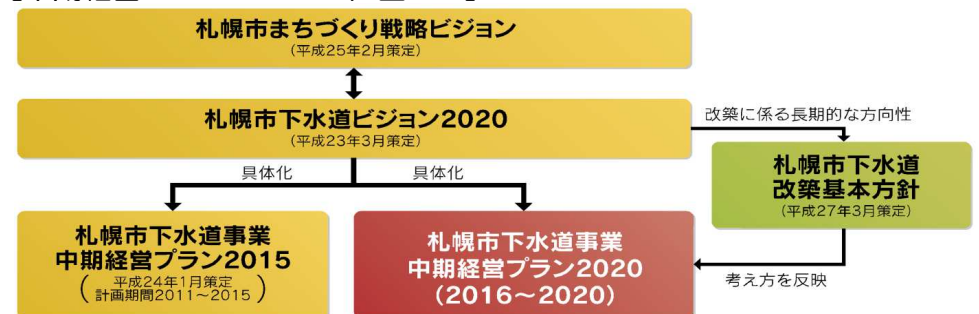 札幌市まちづくり戦略ビジョン
(平成25年2月策定)
札幌市下水道ビジョン2020
(平成23年3月策定)
改築に係る長期的な方向性
具体化
具体化
札幌市下水道
改築基本方針
(平成27年3月策定)
札幌市下水道事業
中期経営プラン2015
(平成24年1月策定
計画期間2011～2015)
札幌市下水道事業
中期経営プラン2020
(2016～2020)
考え方を反映